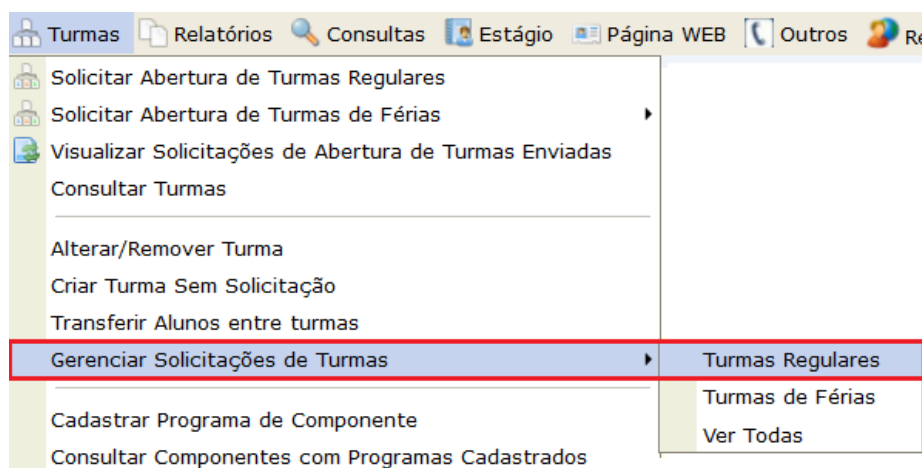 Turmas Relatórios Consultas Estágio Página WEB Outros Re
Solicitar Abertura de Turmas Regulares
Solicitar Abertura de Turmas de Férias
Visualizar Solicitações de Abertura de Turmas Enviadas
Consultar Turmas
Alterar/Remover Turma
Criar Turma Sem Solicitação
Transferir Alunos entre turmas
Gerenciar Solicitações de Turmas Turmas Regulares
Turmas de Férias
Cadastrar Programa de Componente
Ver Todas
Consultar Componentes com Programas Cadastrados